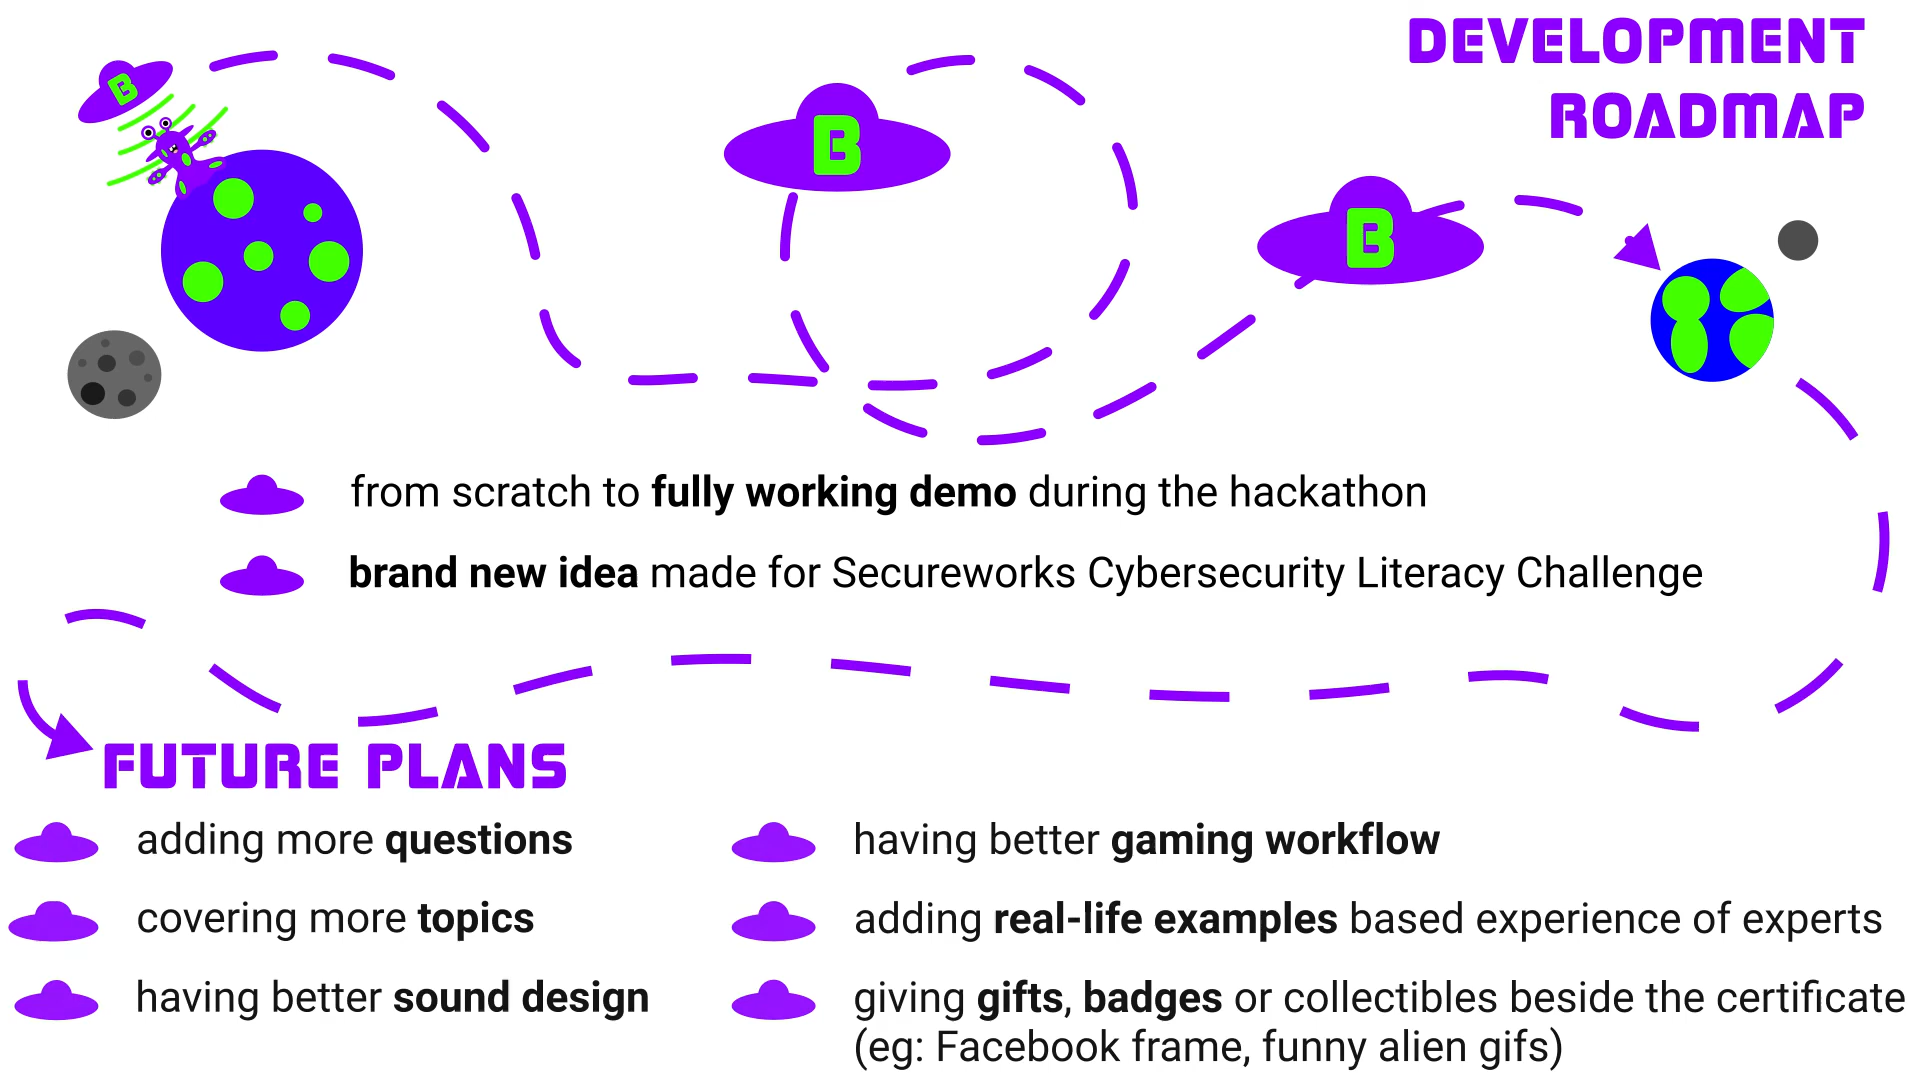 DEVELOPMENT
ROADMAP
B
B
B
from scratch to fully working demo during the hackathon
brand new idea made for Secureworks Cybersecurity Literacy Challenge
FUTURE PLANS
adding more questions
covering more topics
having better sound design
having better gaming workflow
adding real-life examples based experience of experts
giving gifts, badges or collectibles beside the certificate
(eg: Facebook frame, funny alien gifs)